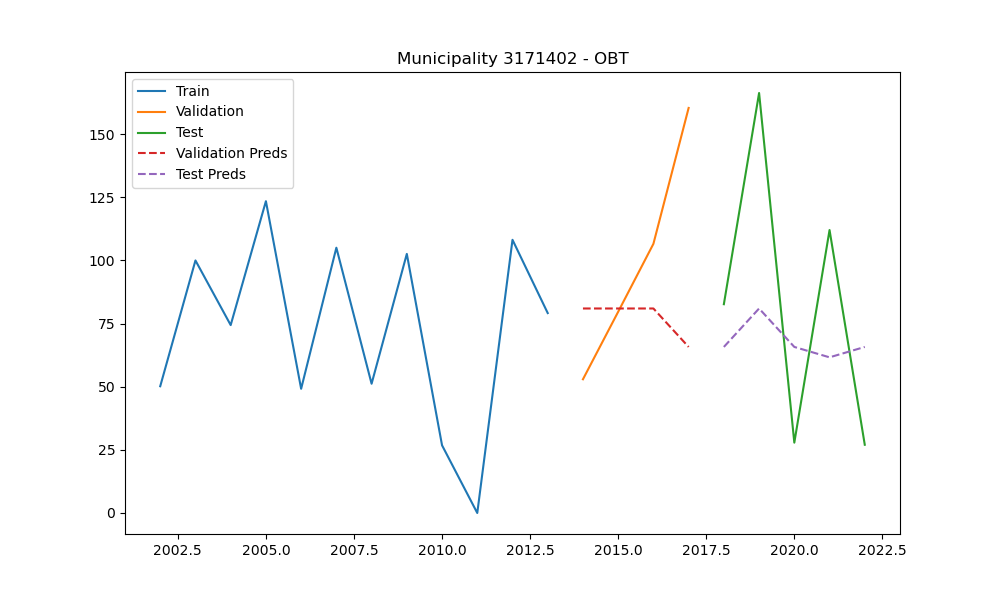 Municipality 3171402 - OBT
Train
Validation
Test
Validation Preds
Test Preds
150
125
100
75
50
25
0
2002.5 2005.0 2007.5 2010.0 2012.5 2015.0 2017.5 2020.0 2022.5